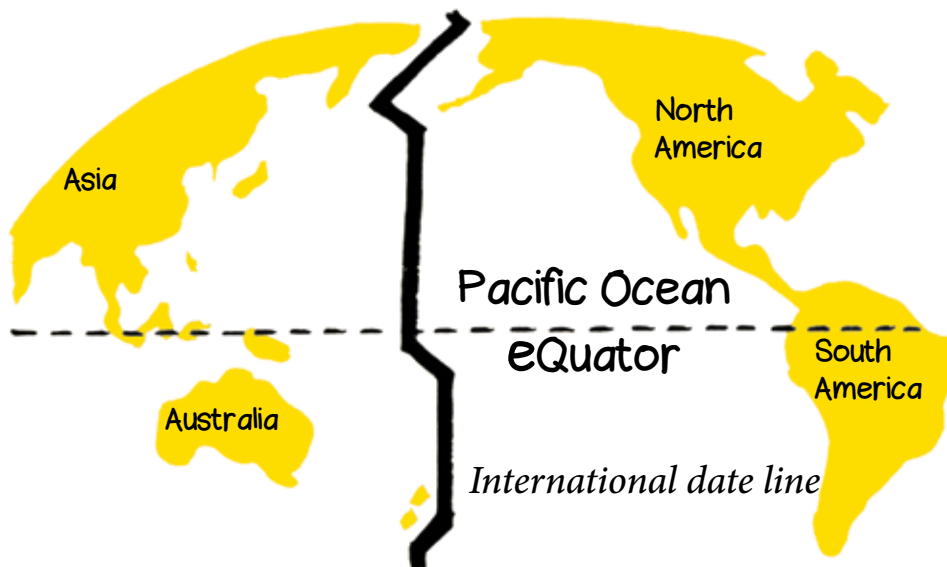 North
America
Asia
Pacific Ocean
eQuator
South
America
Australia
International date line